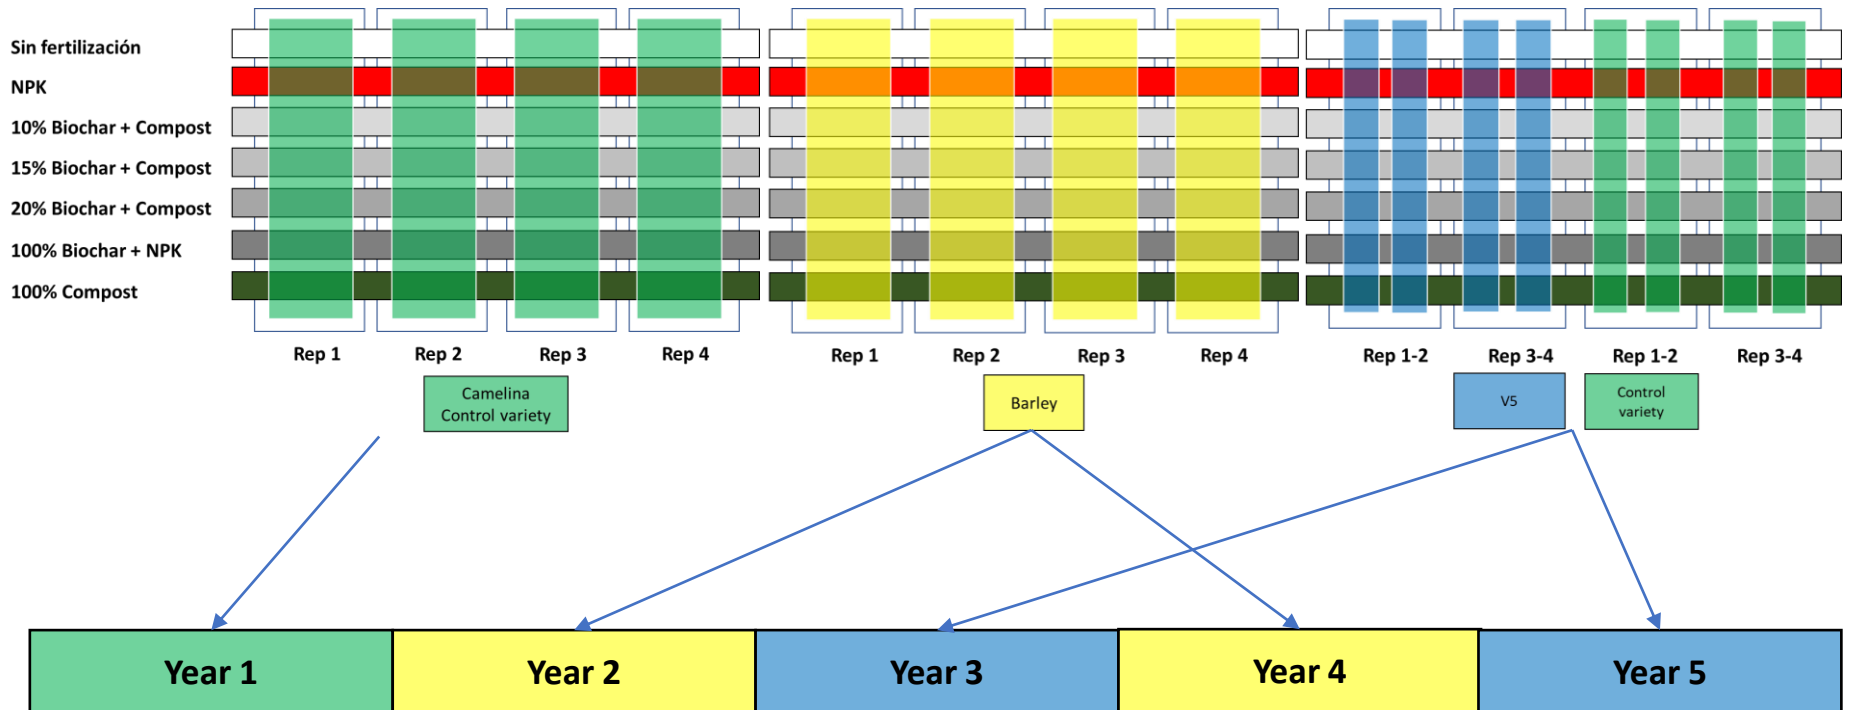 Sin fertilización
NPK
10% Biochar + Compost
15% Biochar + Compost
20% Biochar + Compost
100% Biochar + NPK
100% Compost
Rep 1 Rep 2 Rep 3 Rep 4 Rep 1 Rep 2 Rep 3 Rep 4 Rep 1-2 Rep 3-4 Rep 1-2 Rep 3-4
Camelina
Control variety
Barley
V5
Control
variety
Year 1 Year 2 Year 3 Year 4 Year 5